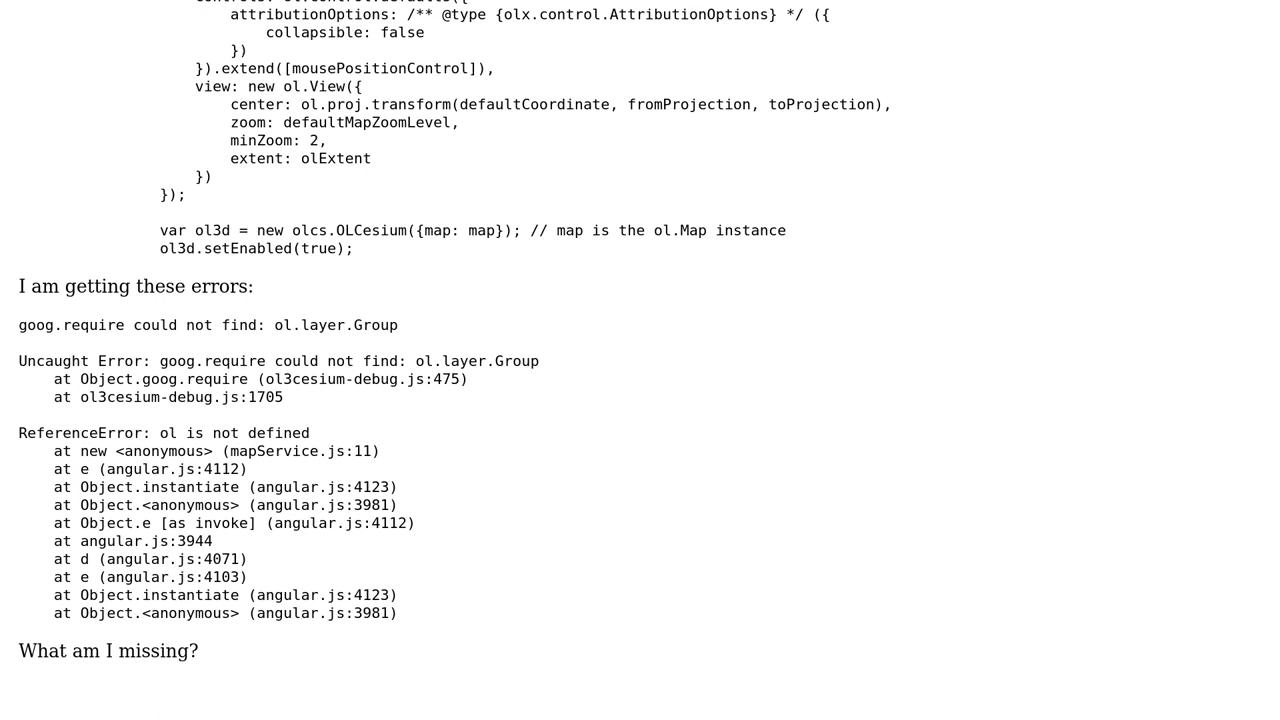 controls: ol.control.defaults({
attributionOptions: /** @type {olx.control.AttributionOptions} */ ({
collapsible: false
})
}).extend([mousePositionControl]),
view: new ol.View({
center: ol.proj.transform(defaultCoordinate, fromProjection, toProjection),
zoom: defaultMapZoomLevel,
minZoom: 2,
extent: olExtent
})
});
var ol3d = new olcs.OLCesium({map: map}); // map is the ol.Map instance
ol3d.setEnabled(true);
I am getting these errors:
goog.require could not find: ol.layer.Group
Uncaught Error: goog.require could not find: ol.layer.Group
at Object.goog.require (ol3cesium-debug.js:475)
at ol3cesium-debug.js:1705
ReferenceError: ol is not defined
at new <anonymous> (mapService.js:11)
at e (angular.js:4112)
at Object.instantiate (angular.js:4123)
at Object.<anonymous> (angular.js:3981)
at Object.e [as invoke] (angular.js:4112)
at angular.js:3944
at d (angular.js:4071)
at e (angular.js:4103)
at Object.instantiate (angular.js:4123)
at Object.<anonymous> (angular.js:3981)
What am I missing?